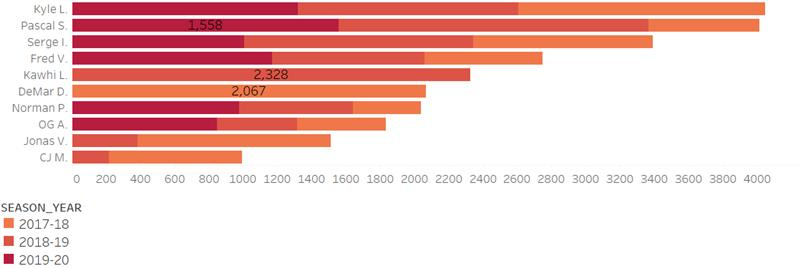 Kyle L.
Pascal S. 1,558
Serge I.
Fred V.
Kawhi L. 2,328
DeMar D. 2,067
Norman P.
OG A.
Jonas V.
CJ M.
0 200 400 600 800 1000 1200 1400 1600 1800 2000 2200 2400 2600 2800 3000 3200 3400 3600 3800 4000
SEASON_YEAR
2017-18
2018-19
2019-20